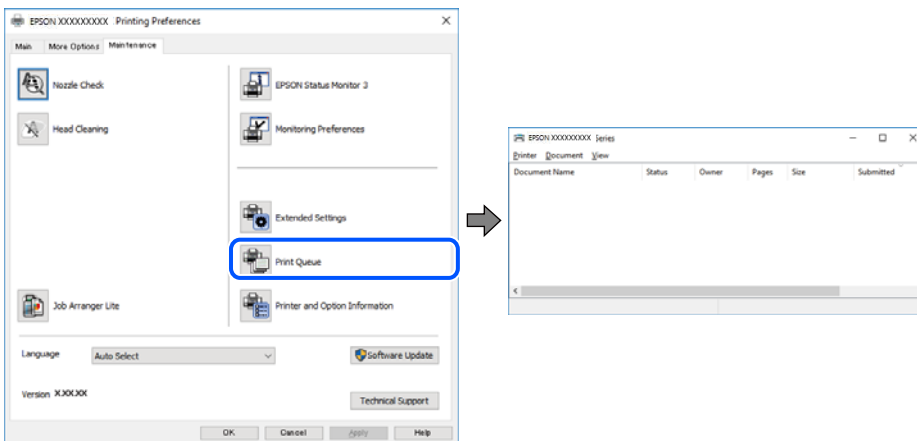 EPSON XXXXXXXXX Printing Preferences
Main More Options Maintenance
Nozzle Check
Head Cleaning
Job Arranger Lite
EPSON Status Monitor 3
Monitoring Preferences
Extended Settings
Print Queue
Printer and Option Information
Language Auto Select Software Update
Version X.XX.XX
Technical Support
OK Cancel Apply Help
EPSON XXXXXXXXX Series
Printer Document View
Document Name Status Owner Pages Size Submitted